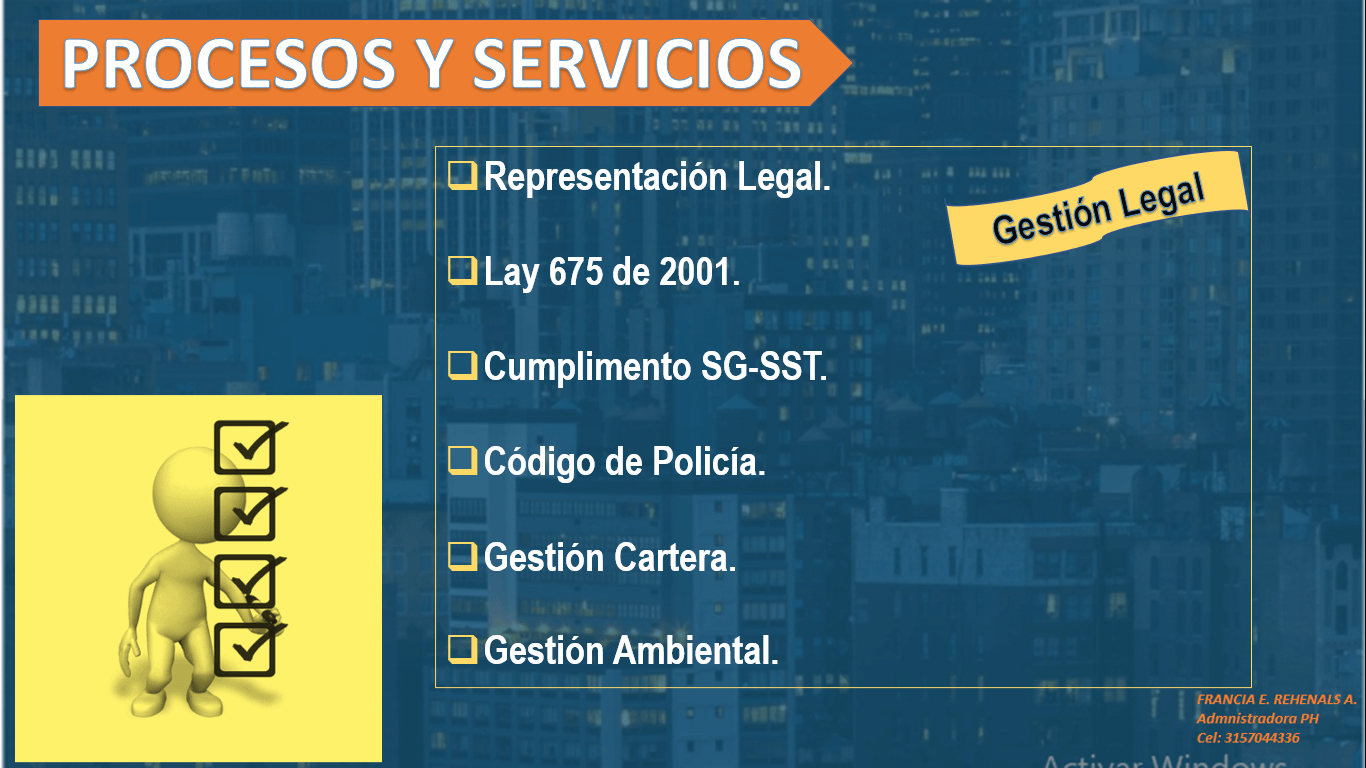 PROCESOS Y SERVICIOS
Representación Legal.
Gestión Legal
Lay 675 de 2001.
Cumplimento SG-SST.
Código de Policía.
Gestión Cartera.
Gestión Ambiental.
FRANCIA E. REHENALS A.
Admnistradora PH
Cel: 3157044336
Activar Windows